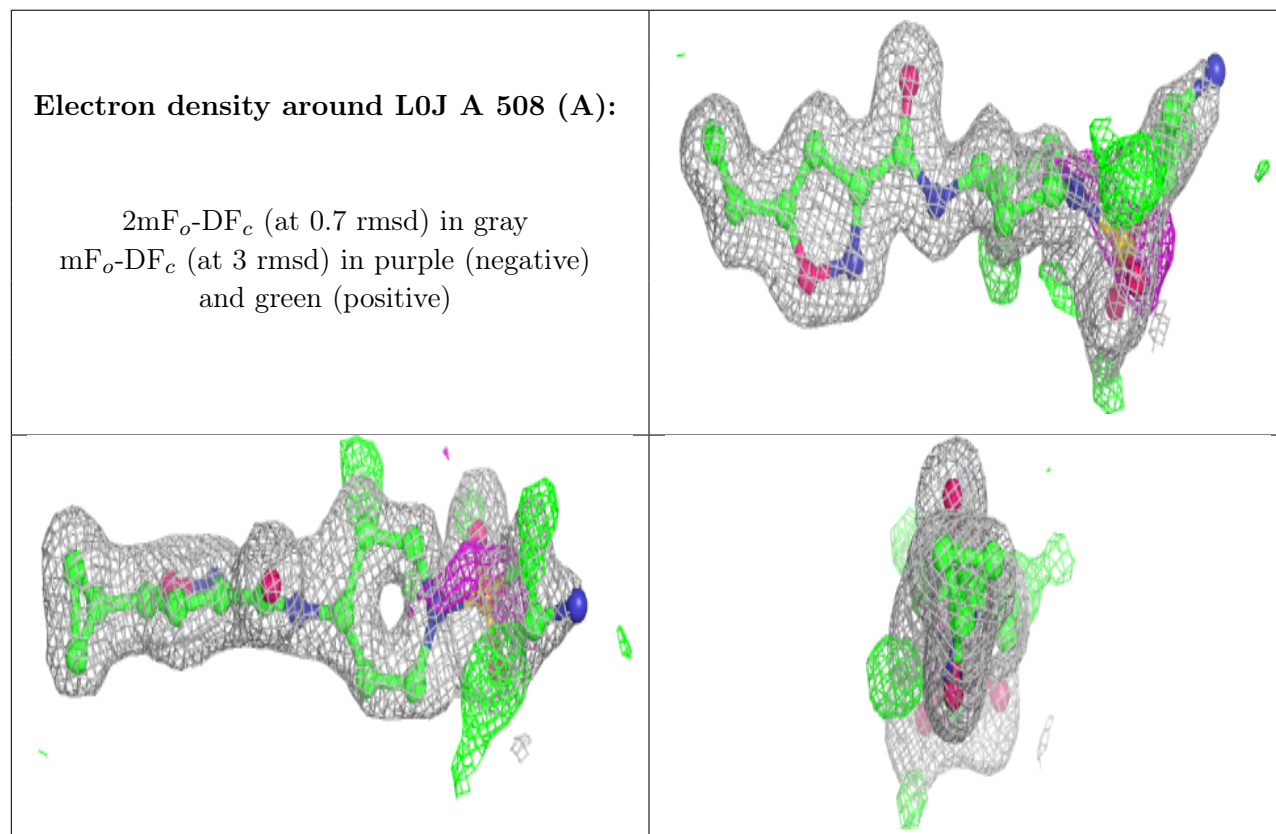 Electron density around L0J A 508 (A):
2mFo-DFc (at 0.7 rmsd) in gray
mFo-DFc (at 3 rmsd) in purple (negative)
and green (positive)